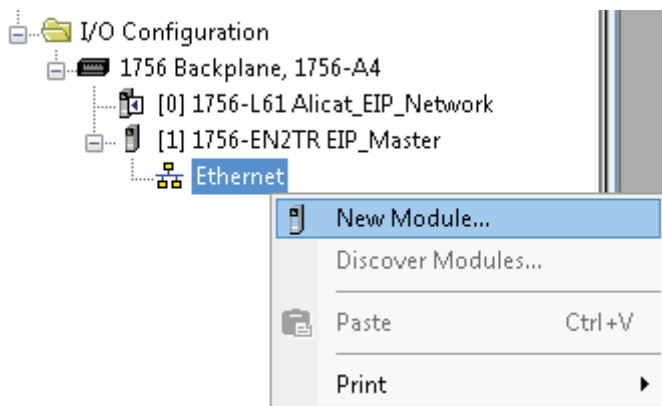 I/O Configuration
1756 Backplane, 1756-A4
[0] 1756-L61 Alicat_EIP_Network
[1] 1756-EN2TR EIP_Master
Ethernet
New Module...
Discover Modules...
Paste Ctrl+V
Print